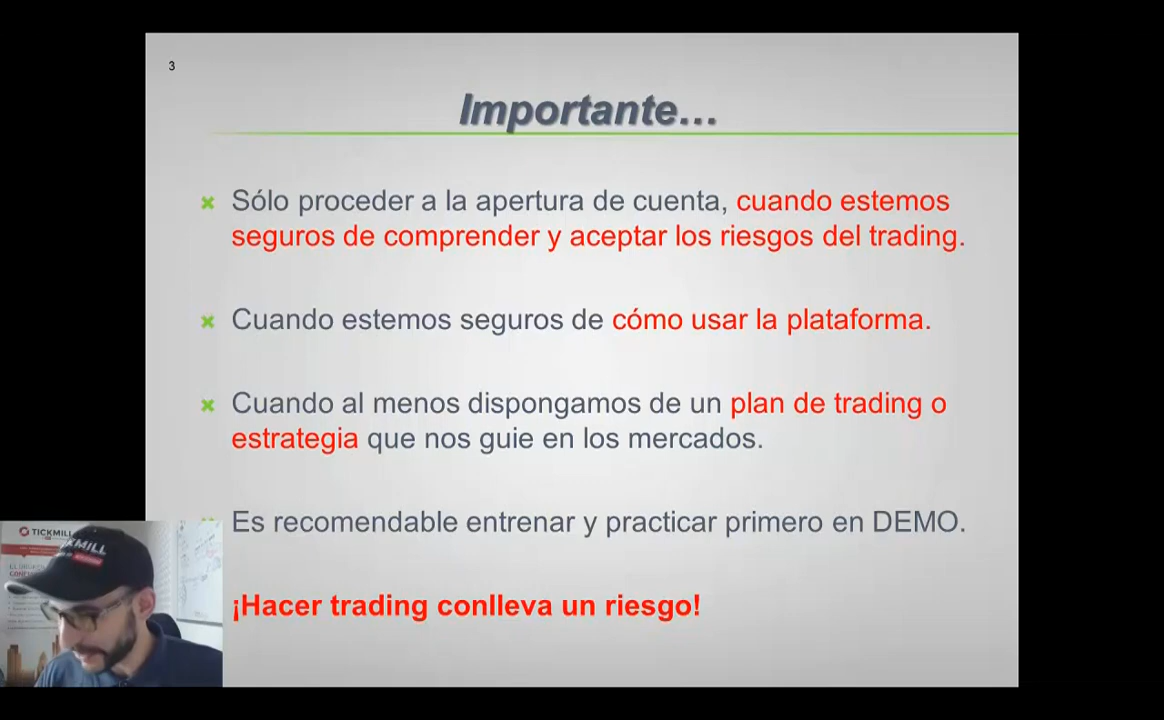 3
Importante...
Sólo proceder a la apertura de cuenta, cuando estemos
seguros de comprender y aceptar los riesgos del trading.
Cuando estemos seguros de cómo usar la plataforma.
Cuando al menos dispongamos de un plan de trading o
estrategia que nos guie en los mercados.
Es recomendable entrenar y practicar primero en DEMO.
¡Hacer trading conlleva un riesgo!
TICKMILL